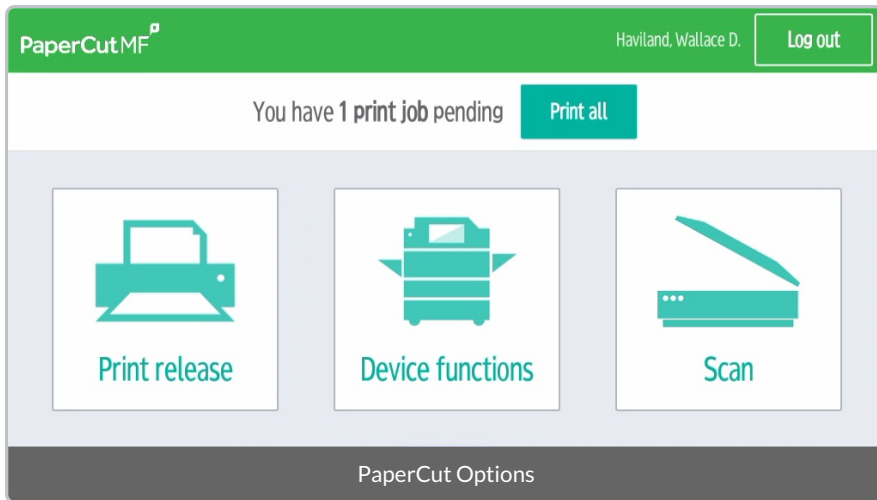 PaperCut MF
Haviland, Wallace D.
Log out
You have 1 print job pending
Print all
Print release
Device functions
Scan
PaperCut Options